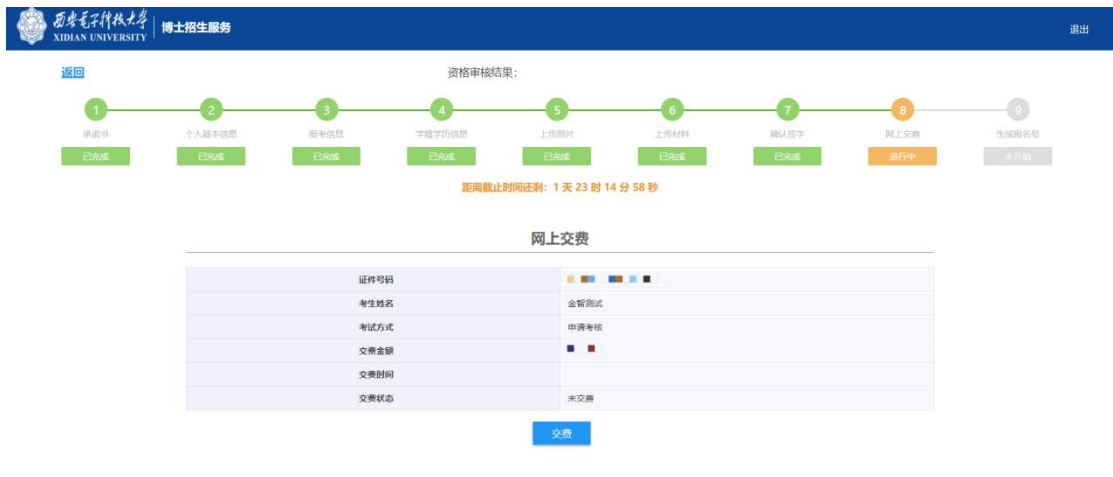 西安电子科技大学
XIDIAN UNIVERSITY
博士招生服务
退出
返回
资格审核结果:
1 2 3 4 5 6 7 8 9
承诺书 个人基本信息 报考信息 学籍学历信息 上传照片 上传材料 确认签字 网上交费 生成报名号
已完成 已完成 已完成 已完成 已完成 已完成 已完成 进行中 未开始
距离截止时间还剩: 1 天 23 时 14 分 58 秒
网上交费
证件号码
考生姓名 金智测试
考试方式 申请考核
交费金额
交费时间
交费状态 未交费
交费